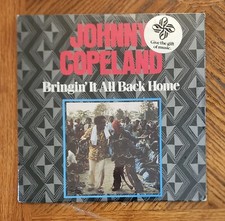 JOHNNY
COPELAND
Give the gift
of music.
Bringin' It All Back Home